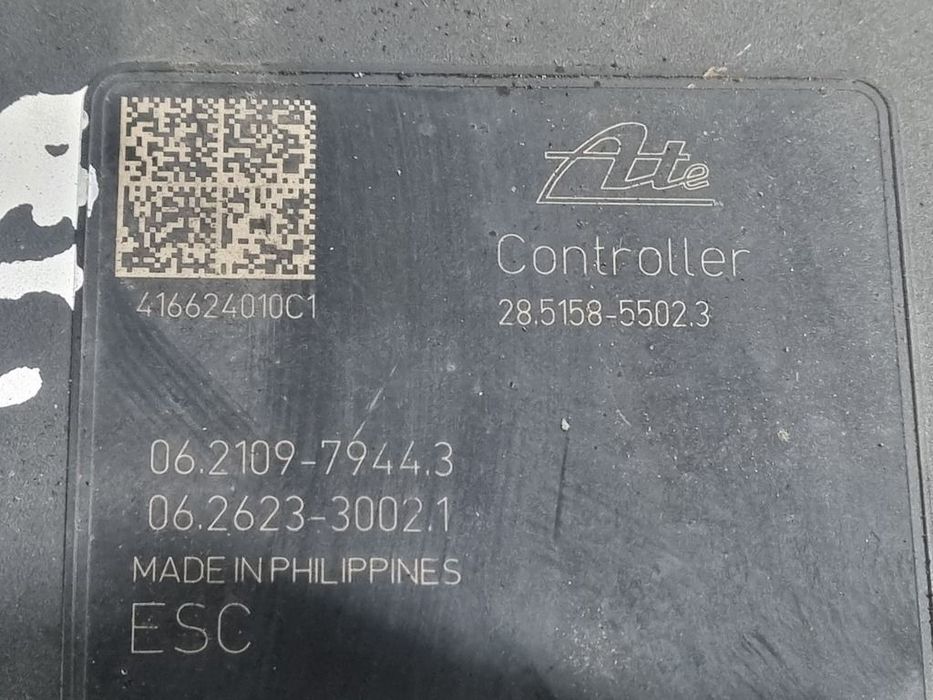 Ate
Controller
28.5158-5502.3
416624010C1
06.2109-7944.3
06.2623-3002.1
MADE IN PHILIPPINES
ESC